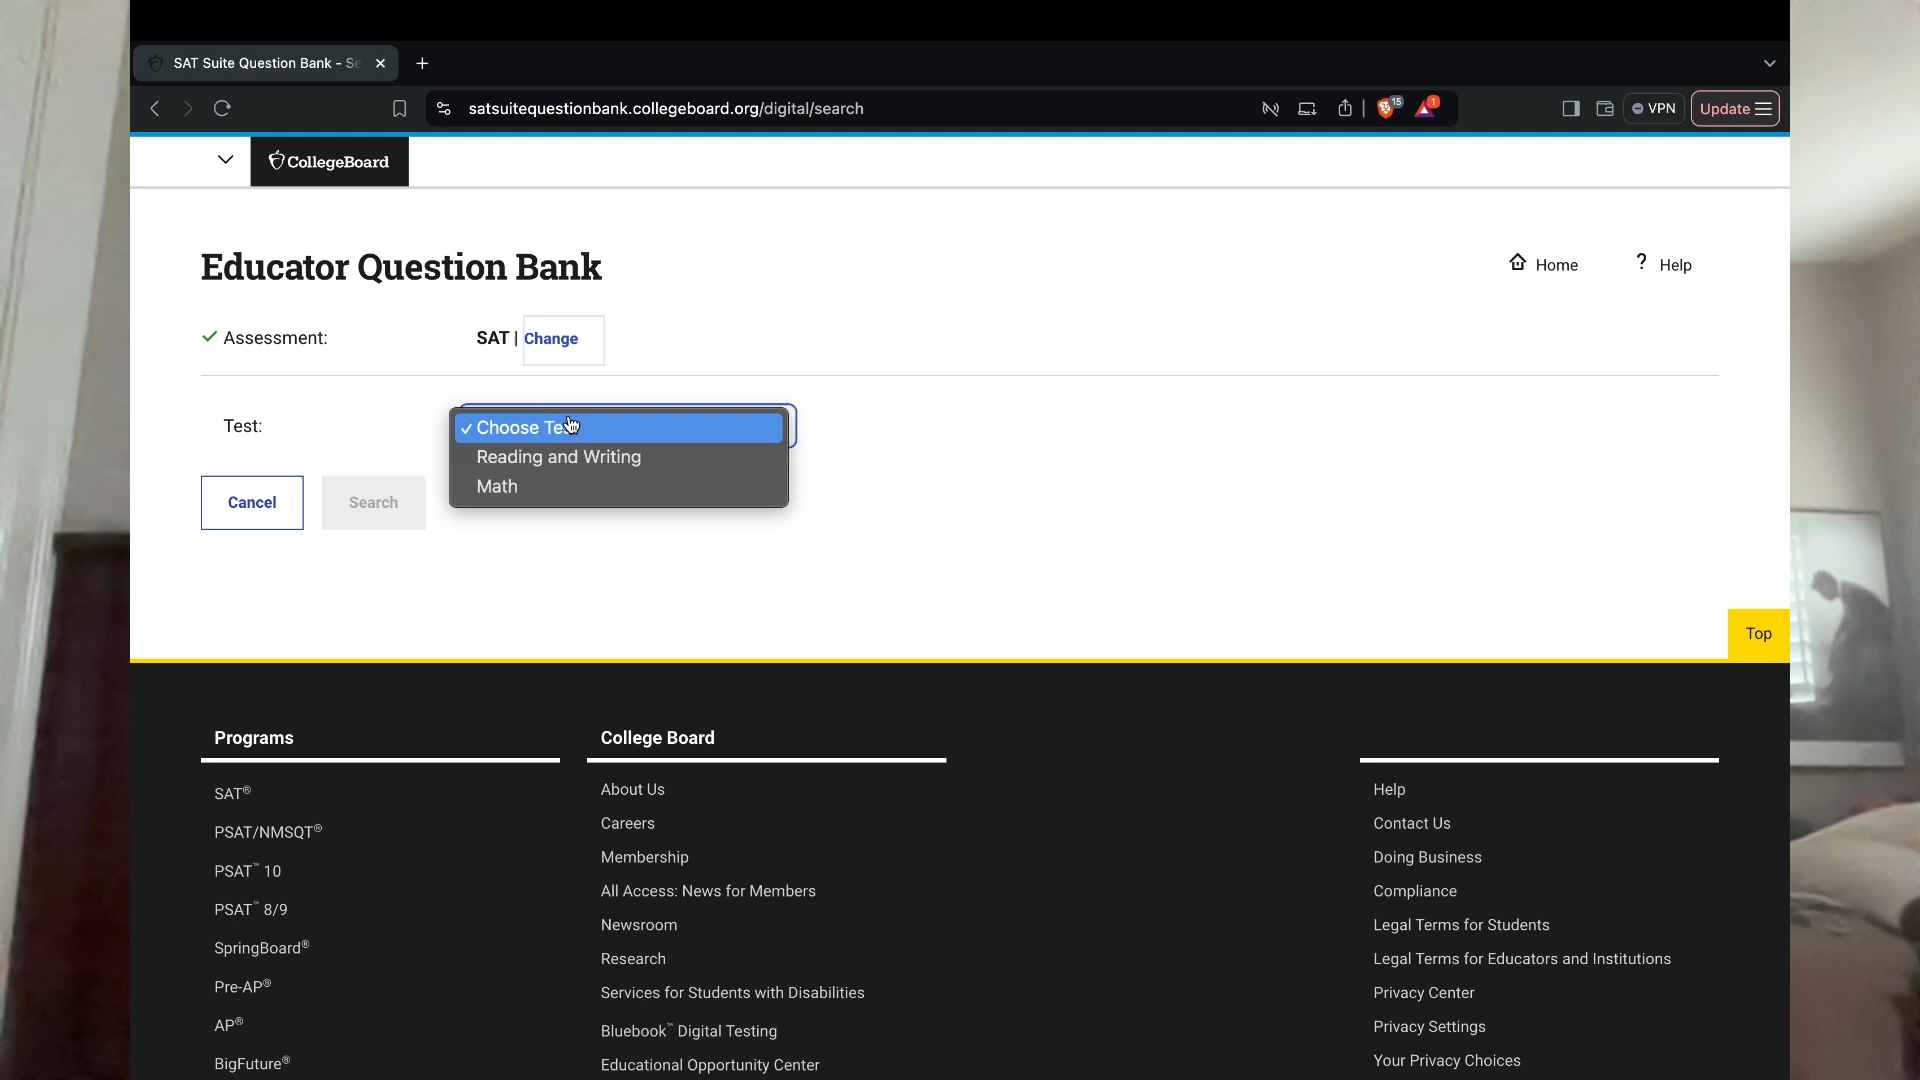 SAT Suite Question Bank - Se
satsuitequestionbank.collegeboard.org/digital/search
15
1
VPN
Update
CollegeBoard
Educator Question Bank
Home
? Help
Assessment:
SAT | Change
Test:
Choose Te
Reading and Writing
Math
Cancel
Search
Top
Programs
SAT®
PSAT/NMSQT®
PSAT™ 10
PSAT™ 8/9
SpringBoard®
Pre-AP®
AP®
BigFuture®
College Board
About Us
Careers
Membership
All Access: News for Members
Newsroom
Research
Services for Students with Disabilities
Bluebook™ Digital Testing
Educational Opportunity Center
Help
Contact Us
Doing Business
Compliance
Legal Terms for Students
Legal Terms for Educators and Institutions
Privacy Center
Privacy Settings
Your Privacy Choices